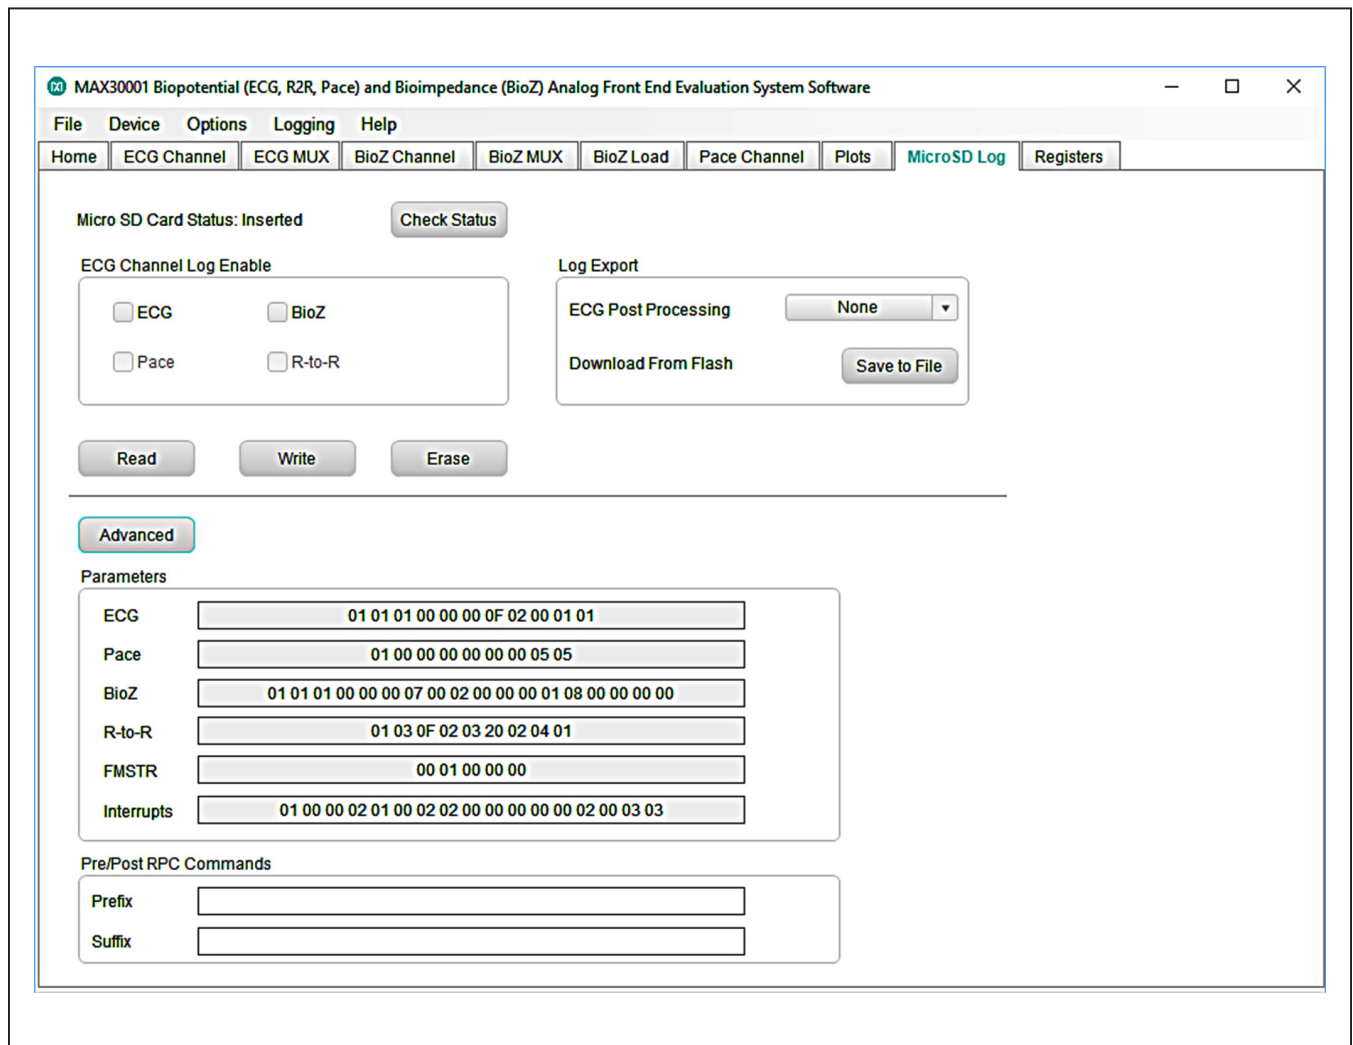 MAX30001 Biopotential (ECG, R2R, Pace) and Bioimpedance (BioZ) Analog Front End Evaluation System Software
File Device Options Logging Help
Home ECG Channel ECG MUX BioZ Channel BioZ MUX BioZ Load Pace Channel Plots MicroSD Log Registers
Micro SD Card Status: Inserted Check Status
ECG Channel Log Enable Log Export
ECG BioZ ECG Post Processing None
Pace R-to-R Download From Flash Save to File
Read Write Erase
Advanced
Parameters
ECG 01 01 01 00 00 00 0F 02 00 01 01
Pace 01 00 00 00 00 00 00 05 05
BioZ 01 01 01 00 00 00 07 00 02 00 00 00 01 08 00 00 00 00
R-to-R 01 03 0F 02 03 20 02 04 01
FMSTR 00 01 00 00 00
Interrupts 01 00 00 02 01 00 02 02 00 00 00 00 00 02 00 03 03
Pre/Post RPC Commands
Prefix
Suffix